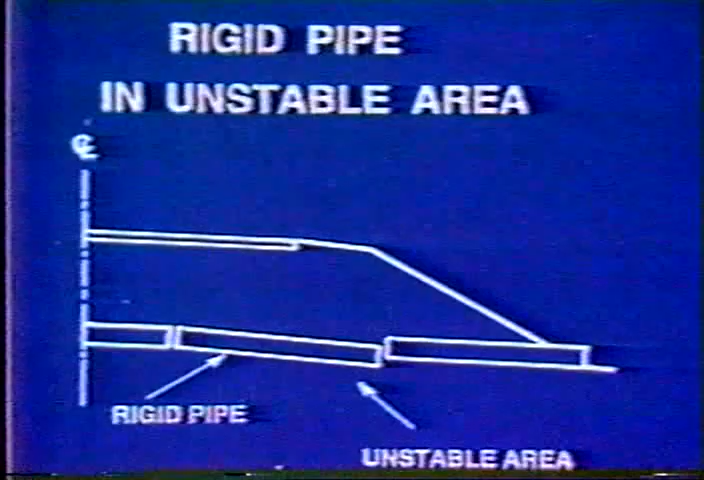 RIGID PIPE
IN UNSTABLE AREA
℄
RIGID PIPE
UNSTABLE AREA